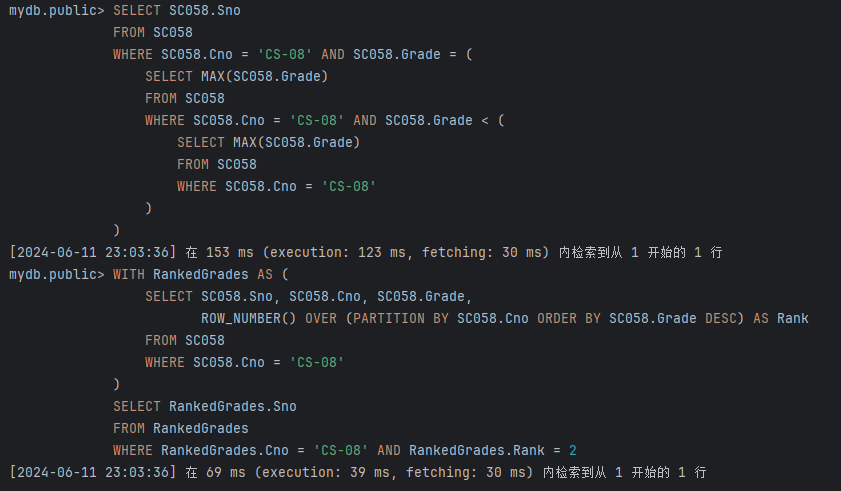 mydb.public> SELECT SC058.Sno
FROM SC058
WHERE SC058.Cno = 'CS-08' AND SC058.Grade = (
SELECT MAX(SC058.Grade)
FROM SC058
WHERE SC058.Cno = 'CS-08' AND SC058.Grade < (
SELECT MAX(SC058.Grade)
FROM SC058
WHERE SC058.Cno = 'CS-08'
)
)
[2024-06-11 23:03:36] 在 153 ms (execution: 123 ms, fetching: 30 ms) 内检索到从 1 开始的 1 行
mydb.public> WITH RankedGrades AS (
SELECT SC058.Sno, SC058.Cno, SC058.Grade,
ROW_NUMBER() OVER (PARTITION BY SC058.Cno ORDER BY SC058.Grade DESC) AS Rank
FROM SC058
WHERE SC058.Cno = 'CS-08'
)
SELECT RankedGrades.Sno
FROM RankedGrades
WHERE RankedGrades.Cno = 'CS-08' AND RankedGrades.Rank = 2
[2024-06-11 23:03:36] 在 69 ms (execution: 39 ms, fetching: 30 ms) 内检索到从 1 开始的 1 行